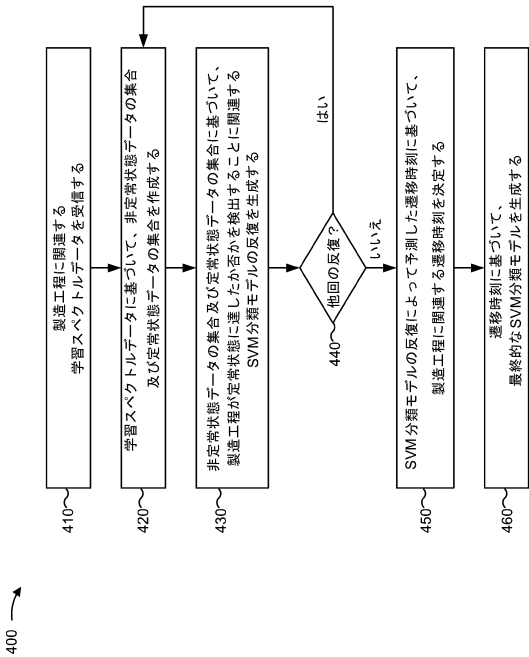 400
410
製造工程に関連する
学習スペクトルデータを受信する
420
学習スペクトルデータに基づいて、非定常状態データの集合
及び定常状態データの集合を作成する
430
非定常状態データの集合及び定常状態データの集合に基づいて、
製造工程が定常状態に達したか否かを検出することに関連する
SVM分類モデルの反復を生成する
440
他回の反復？
はい
いいえ
450
SVM分類モデルの反復によって予測した遷移時刻に基づいて、
製造工程に関連する遷移時刻を決定する
460
遷移時刻に基づいて、
最終的なSVM分類モデルを生成する